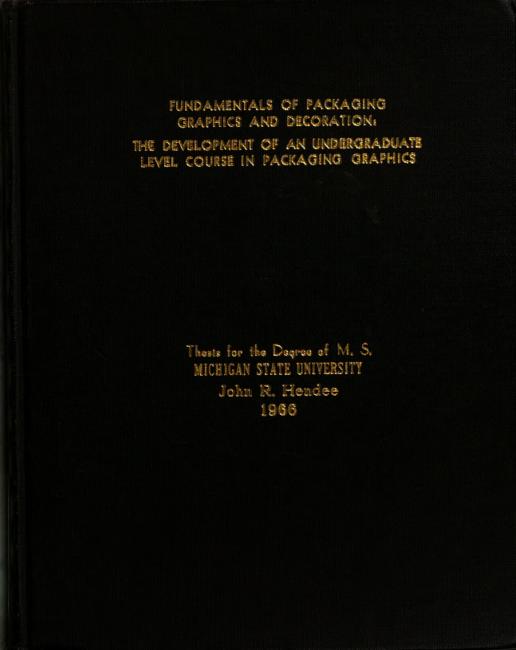 FUNDAMENTALS OF PACKAGING
GRAPHICS AND DECORATION:
THE DEVELOPMENT OF AN UNDERGRADUATE
LEVEL COURSE IN PACKAGING GRAPHICS
Thesis for the Degree of M. S.
MICHIGAN STATE UNIVERSITY
John R. Hendee
1966